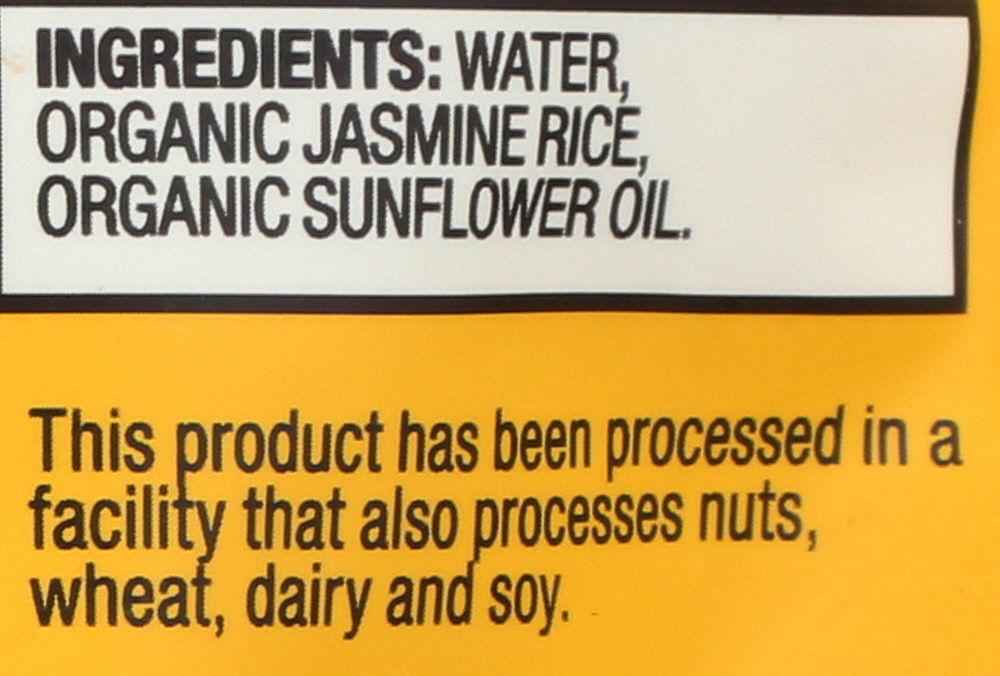 INGREDIENTS: WATER,
ORGANIC JASMINE RICE,
ORGANIC SUNFLOWER OIL.
This product has been processed in a
facility that also processes nuts,
wheat, dairy and soy.